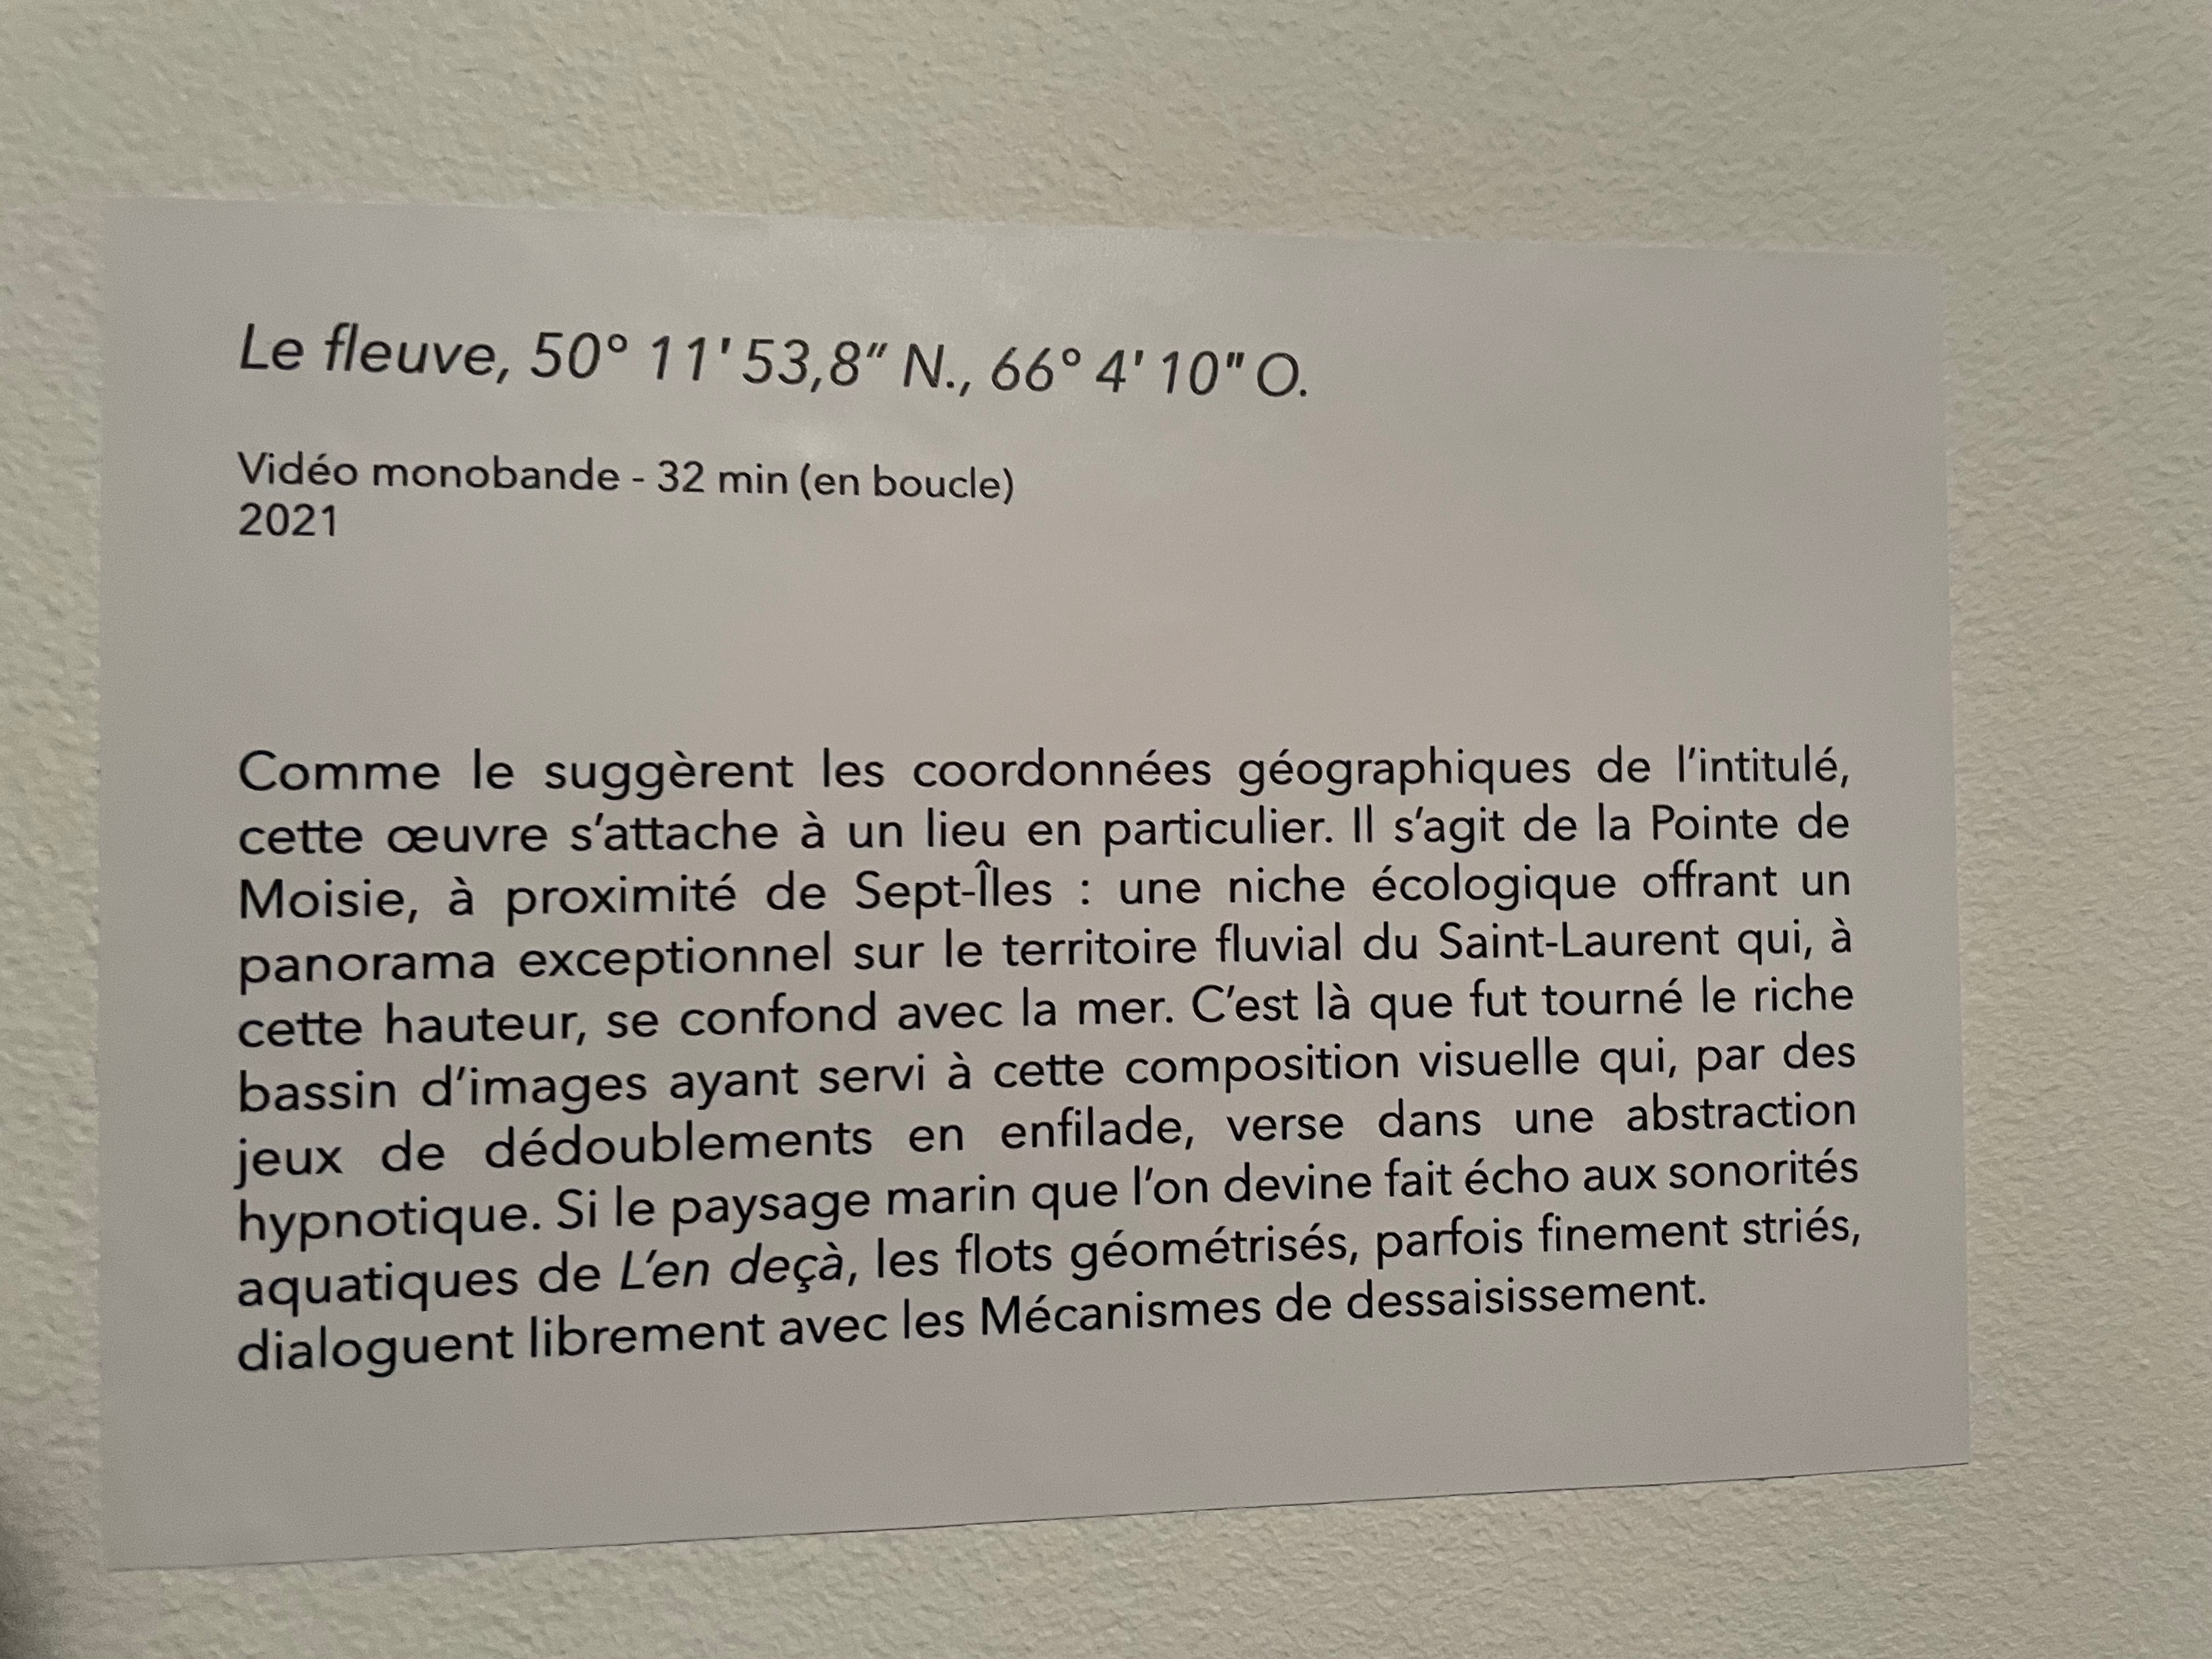 Le fleuve, 50° 11' 53,8" N., 66° 4' 10" O.
Vidéo monobande - 32 min (en boucle)
2021
Comme le suggèrent les coordonnées géographiques de l'intitulé,
cette œuvre s'attache à un lieu en particulier. Il s'agit de la Pointe de
Moisie, à proximité de Sept-Îles : une niche écologique offrant un
panorama exceptionnel sur le territoire fluvial du Saint-Laurent qui, à
cette hauteur, se confond avec la mer. C'est là que fut tourné le riche
bassin d'images ayant servi à cette composition visuelle qui, par des
jeux de dédoublements en enfilade, verse dans une abstraction
hypnotique. Si le paysage marin que l'on devine fait écho aux sonorités
aquatiques de L'en deçà, les flots géométrisés, parfois finement striés,
dialoguent librement avec les Mécanismes de dessaisissement.